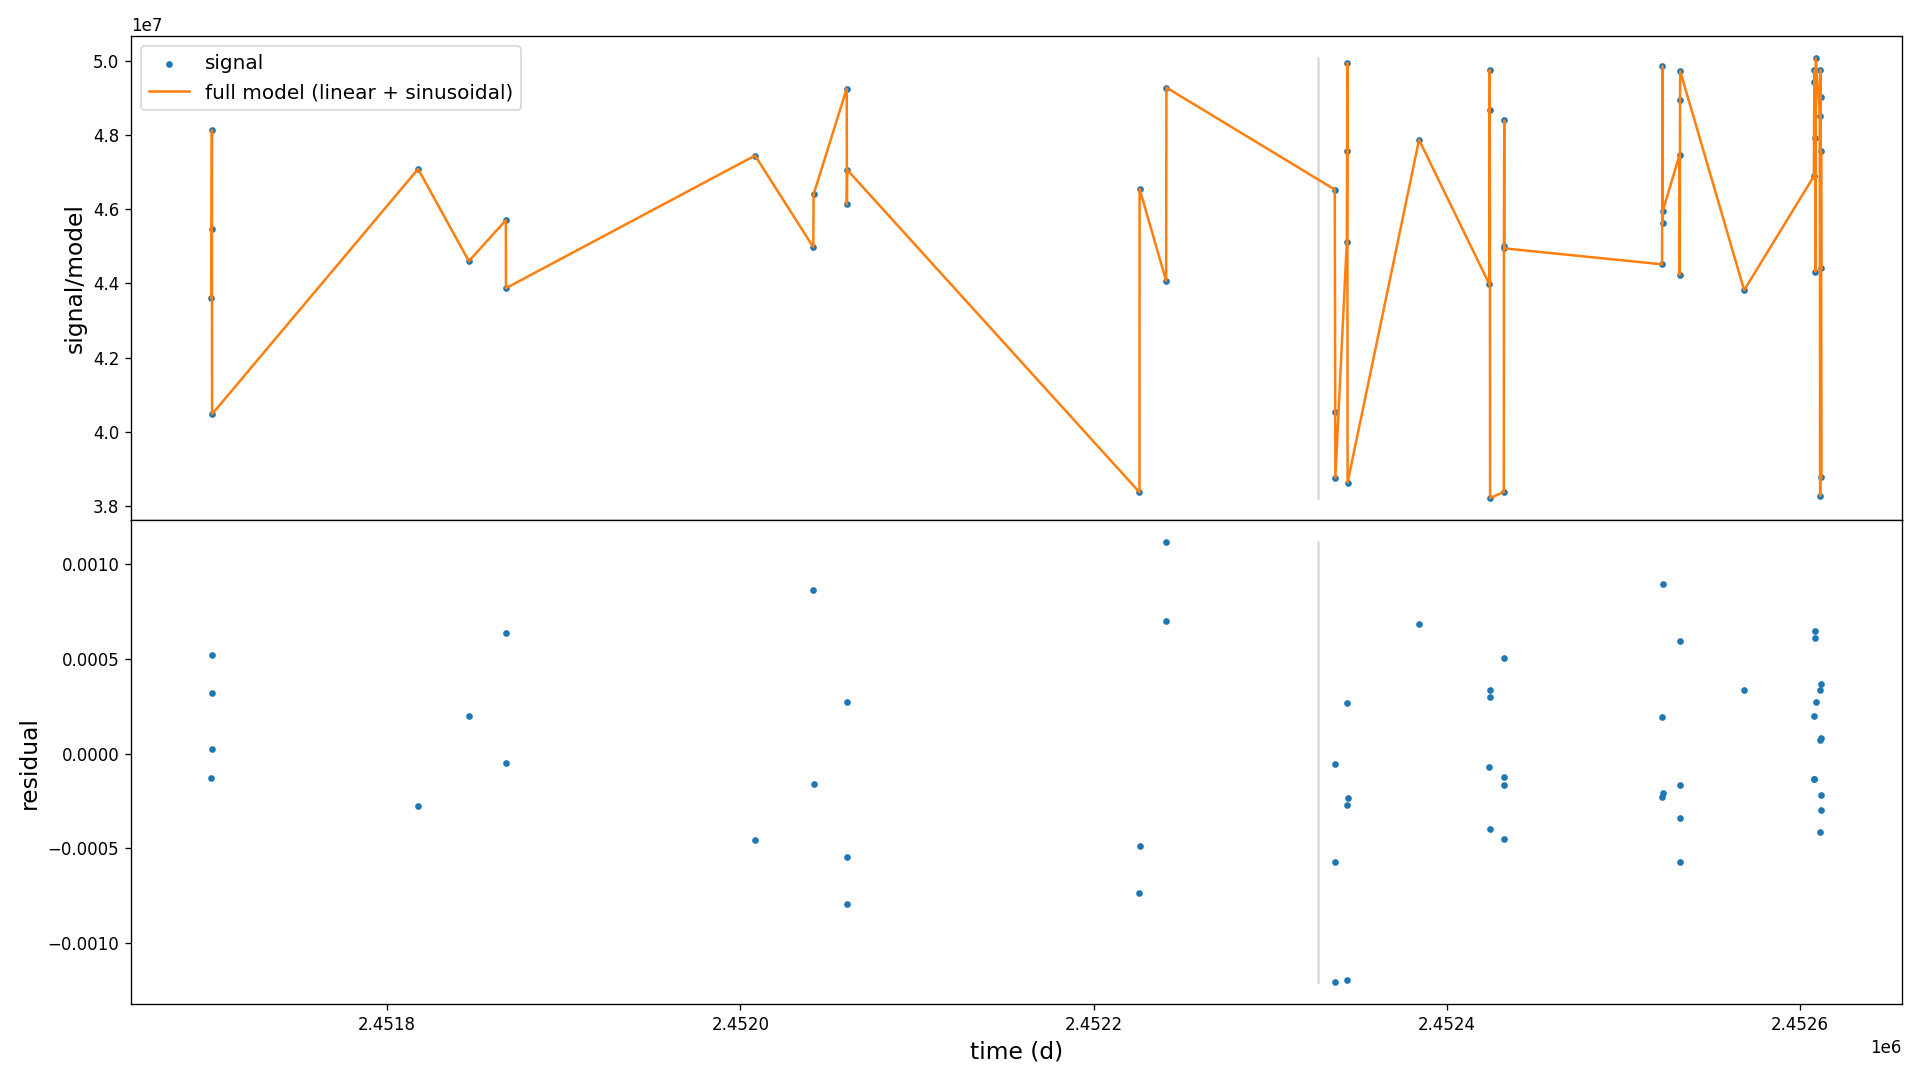 1e7
signal
full model (linear + sinusoidal)
5.0
4.8
4.6
4.4
4.2
4.0
3.8
signal/model
0.0010
0.0005
0.0000
−0.0005
−0.0010
residual
2.4518
2.4520
2.4522
2.4524
2.4526
1e6
time (d)